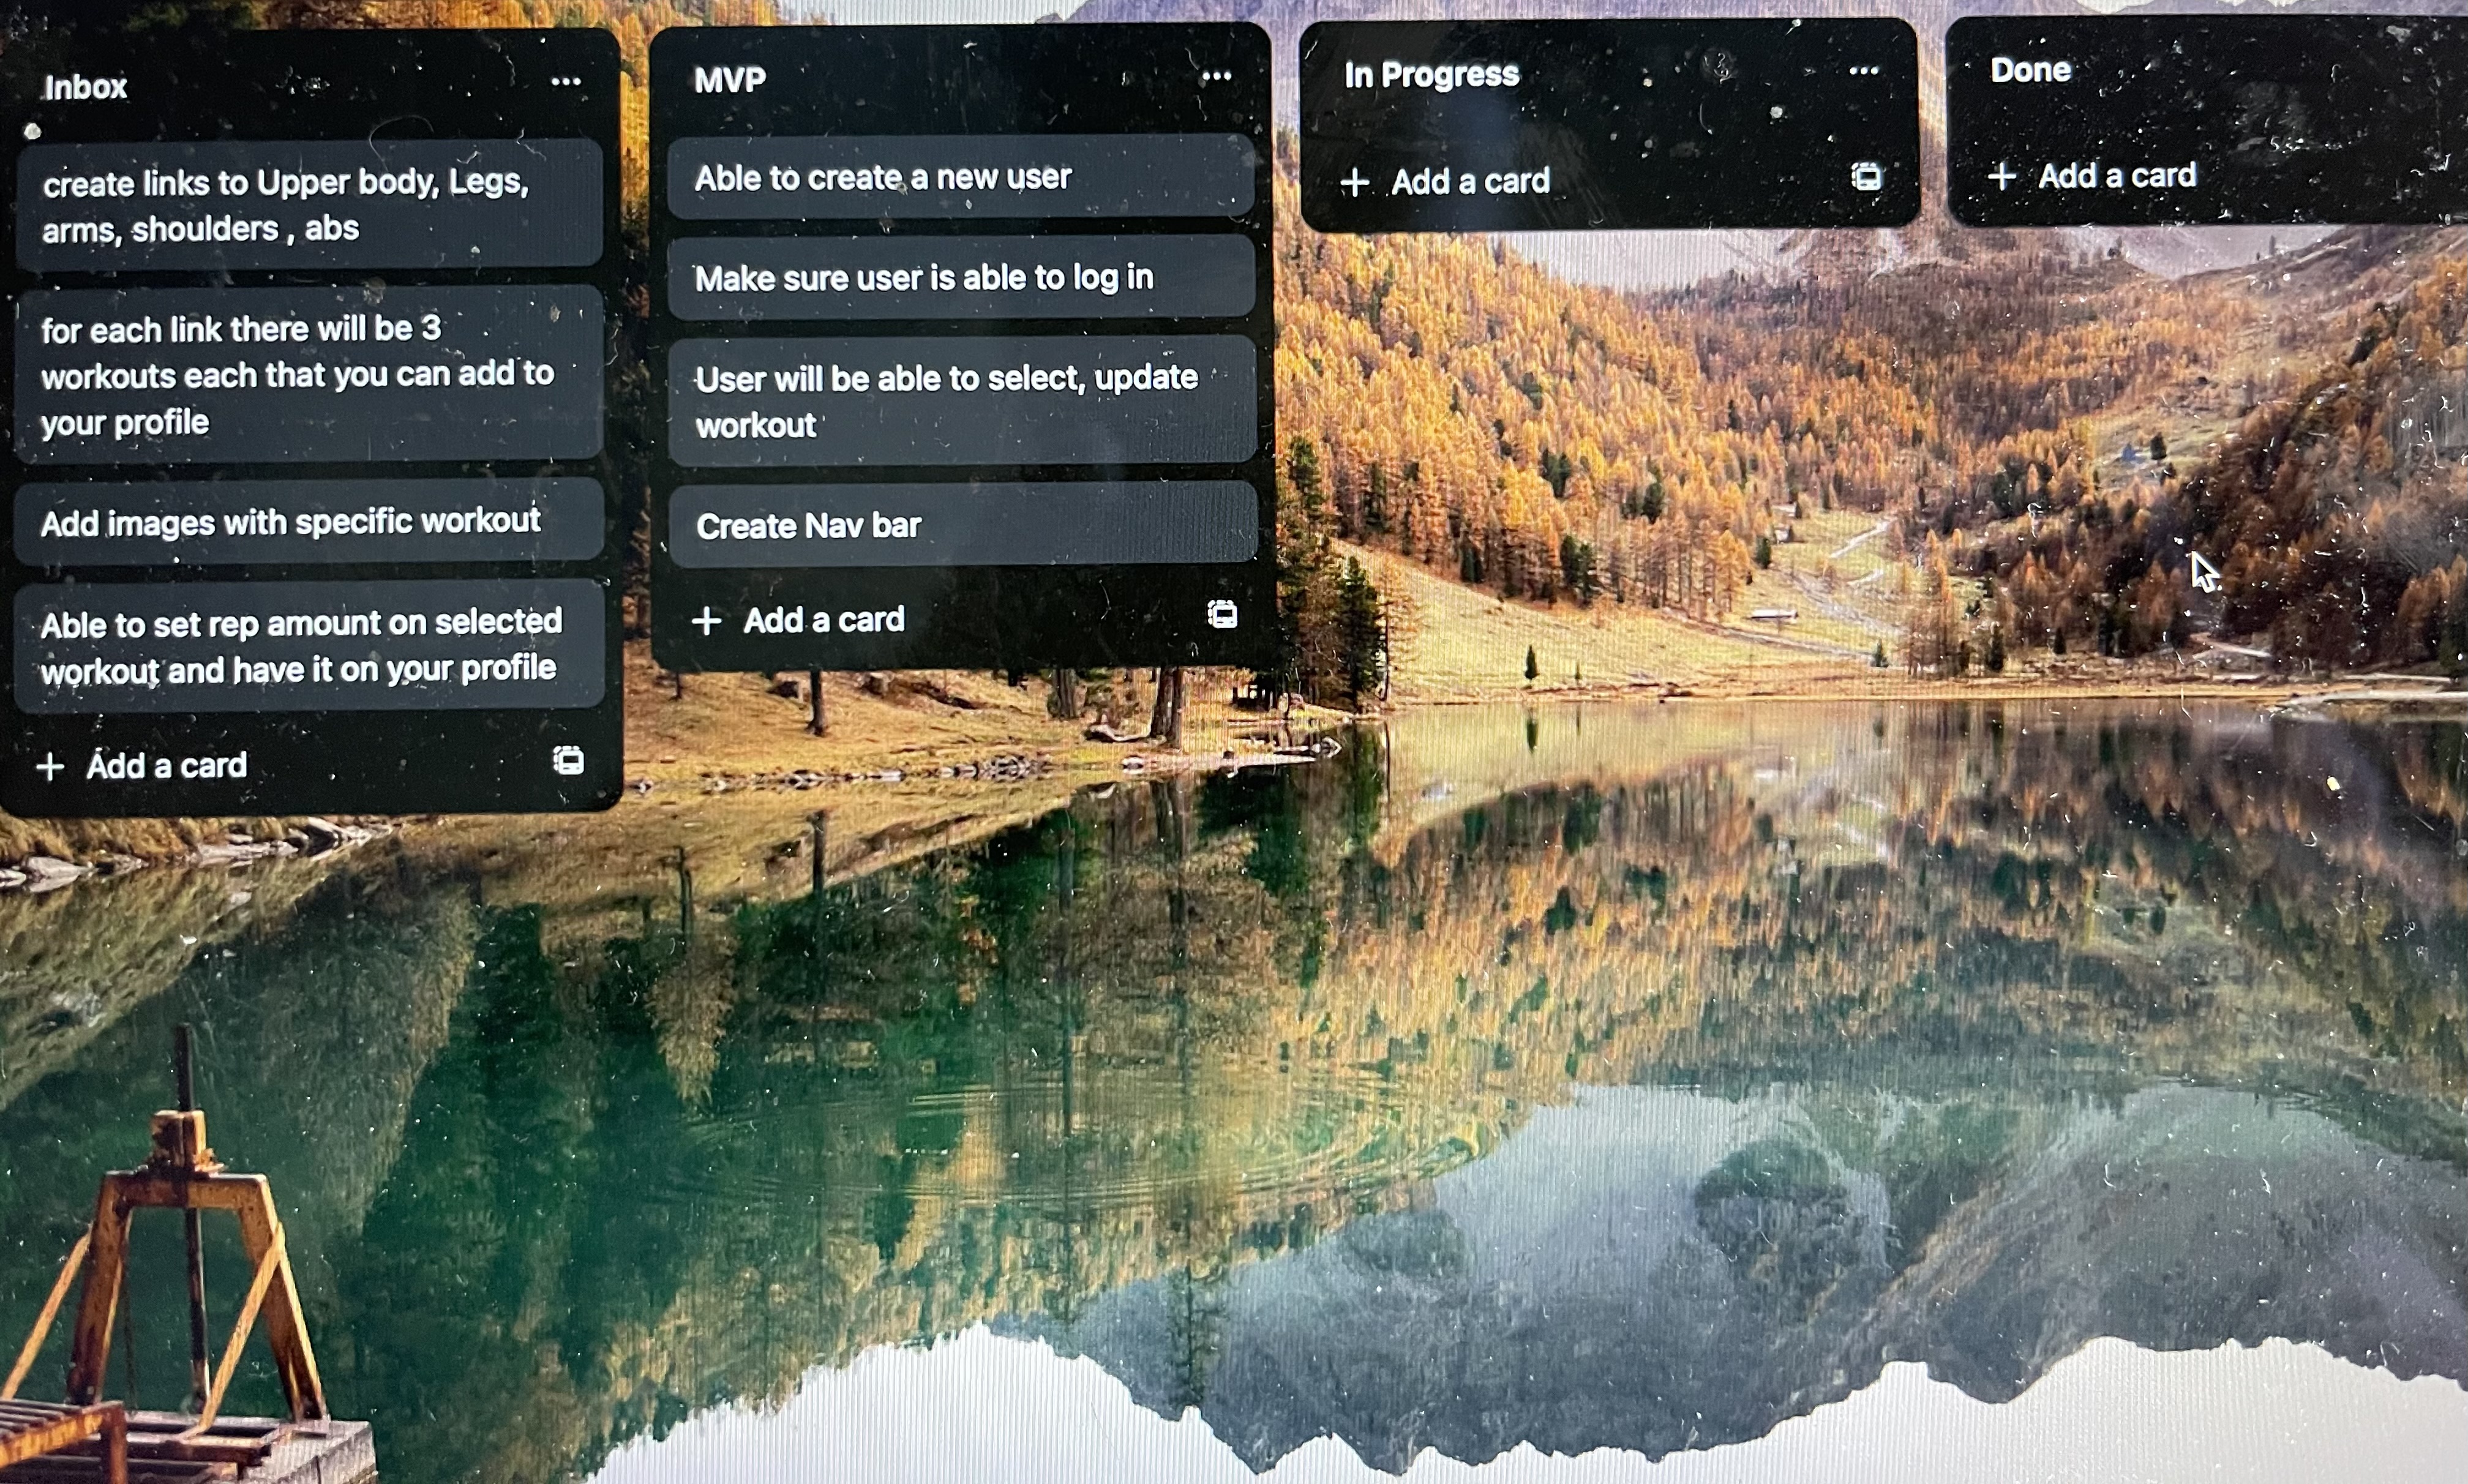 Inbox
create links to Upper body, Legs,
arms, shoulders , abs
for each link there will be 3
workouts each that you can add to
your profile
Add images with specific workout
Able to set rep amount on selected
workout and have it on your profile
+ Add a card
MVP
Able to create a new user
Make sure user is able to log in
User will be able to select, update
workout
Create Nav bar
+ Add a card
In Progress
+ Add a card
Done
+ Add a card